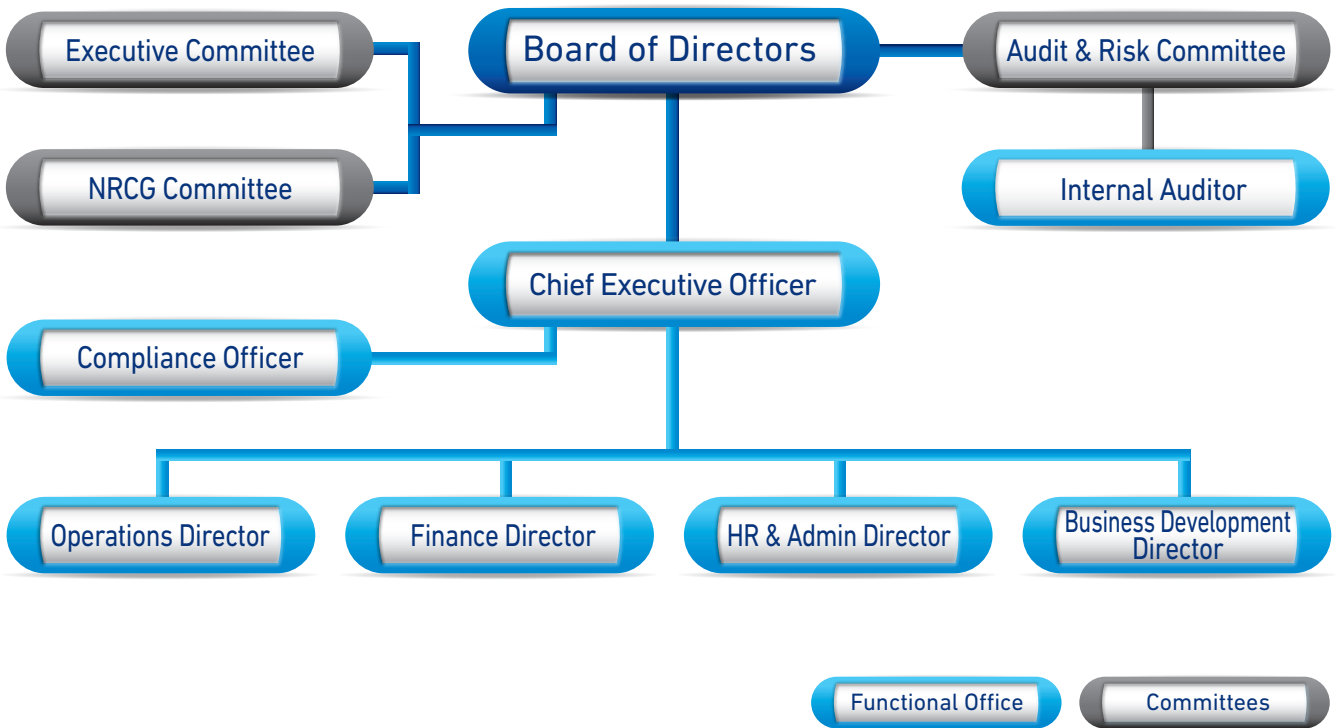 Executive Committee
Board of Directors
Audit & Risk Committee
NRCG Committee
Internal Auditor
Chief Executive Officer
Compliance Officer
Operations Director
Finance Director
HR & Admin Director
Business Development
Director
Functional Office
Committees